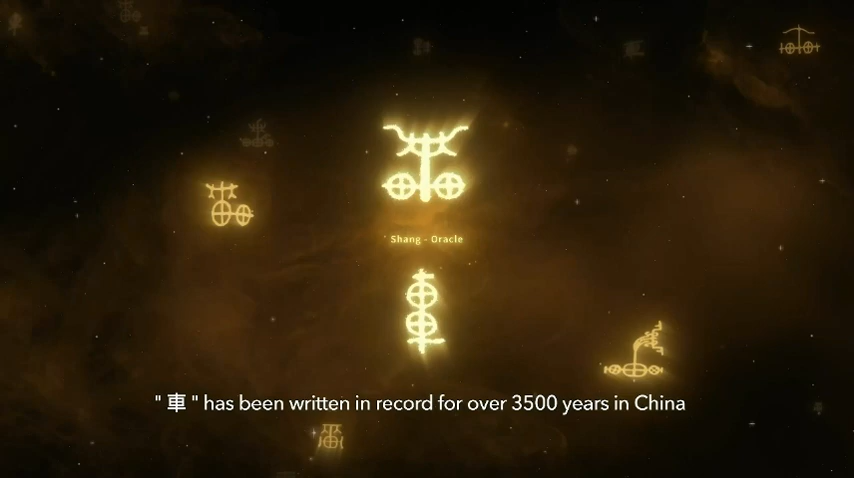 Shang - Oracle
" 車 " has been written in record for over 3500 years in China